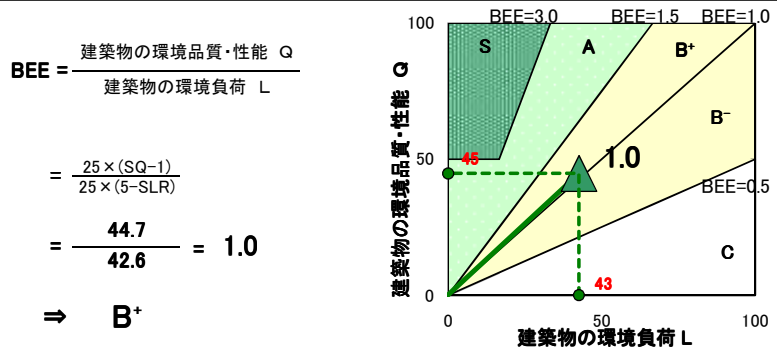 BEE = 建築物の環境品質・性能 Q
建築物の環境負荷 L
= 25×(SQ-1)
25×(5-SLR)
= 44.7
42.6
= 1.0
⇒ B+
BEE=3.0 BEE=1.5 BEE=1.0
100
S A B+
建築物の環境品質・性能 Q
B-
50
45
1.0
BEE=0.5
C
43
0
0 50 100
建築物の環境負荷 L